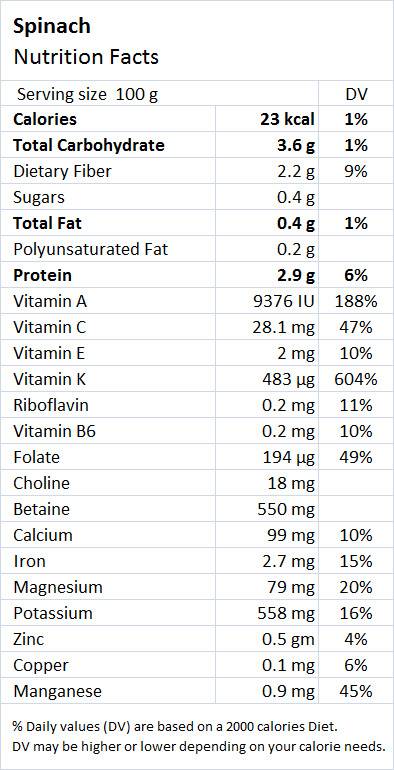 Spinach
Nutrition Facts
Serving size 100 g DV
Calories 23 kcal 1%
Total Carbohydrate 3.6 g 1%
Dietary Fiber 2.2 g 9%
Sugars 0.4 g
Total Fat 0.4 g 1%
Polyunsaturated Fat 0.2 g
Protein 2.9 g 6%
Vitamin A 9376 IU 188%
Vitamin C 28.1 mg 47%
Vitamin E 2 mg 10%
Vitamin K 483 µg 604%
Riboflavin 0.2 mg 11%
Vitamin B6 0.2 mg 10%
Folate 194 µg 49%
Choline 18 mg
Betaine 550 mg
Calcium 99 mg 10%
Iron 2.7 mg 15%
Magnesium 79 mg 20%
Potassium 558 mg 16%
Zinc 0.5 gm 4%
Copper 0.1 mg 6%
Manganese 0.9 mg 45%
% Daily values (DV) are based on a 2000 calories Diet.
DV may be higher or lower depending on your calorie needs.